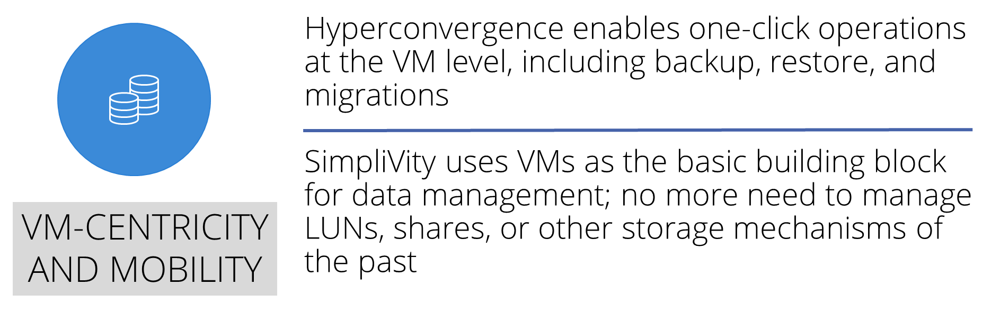 VM-CENTRICITY
AND MOBILITY
Hyperconvergence enables one-click operations
at the VM level, including backup, restore, and
migrations
SimpliVity uses VMs as the basic building block
for data management; no more need to manage
LUNs, shares, or other storage mechanisms of
the past